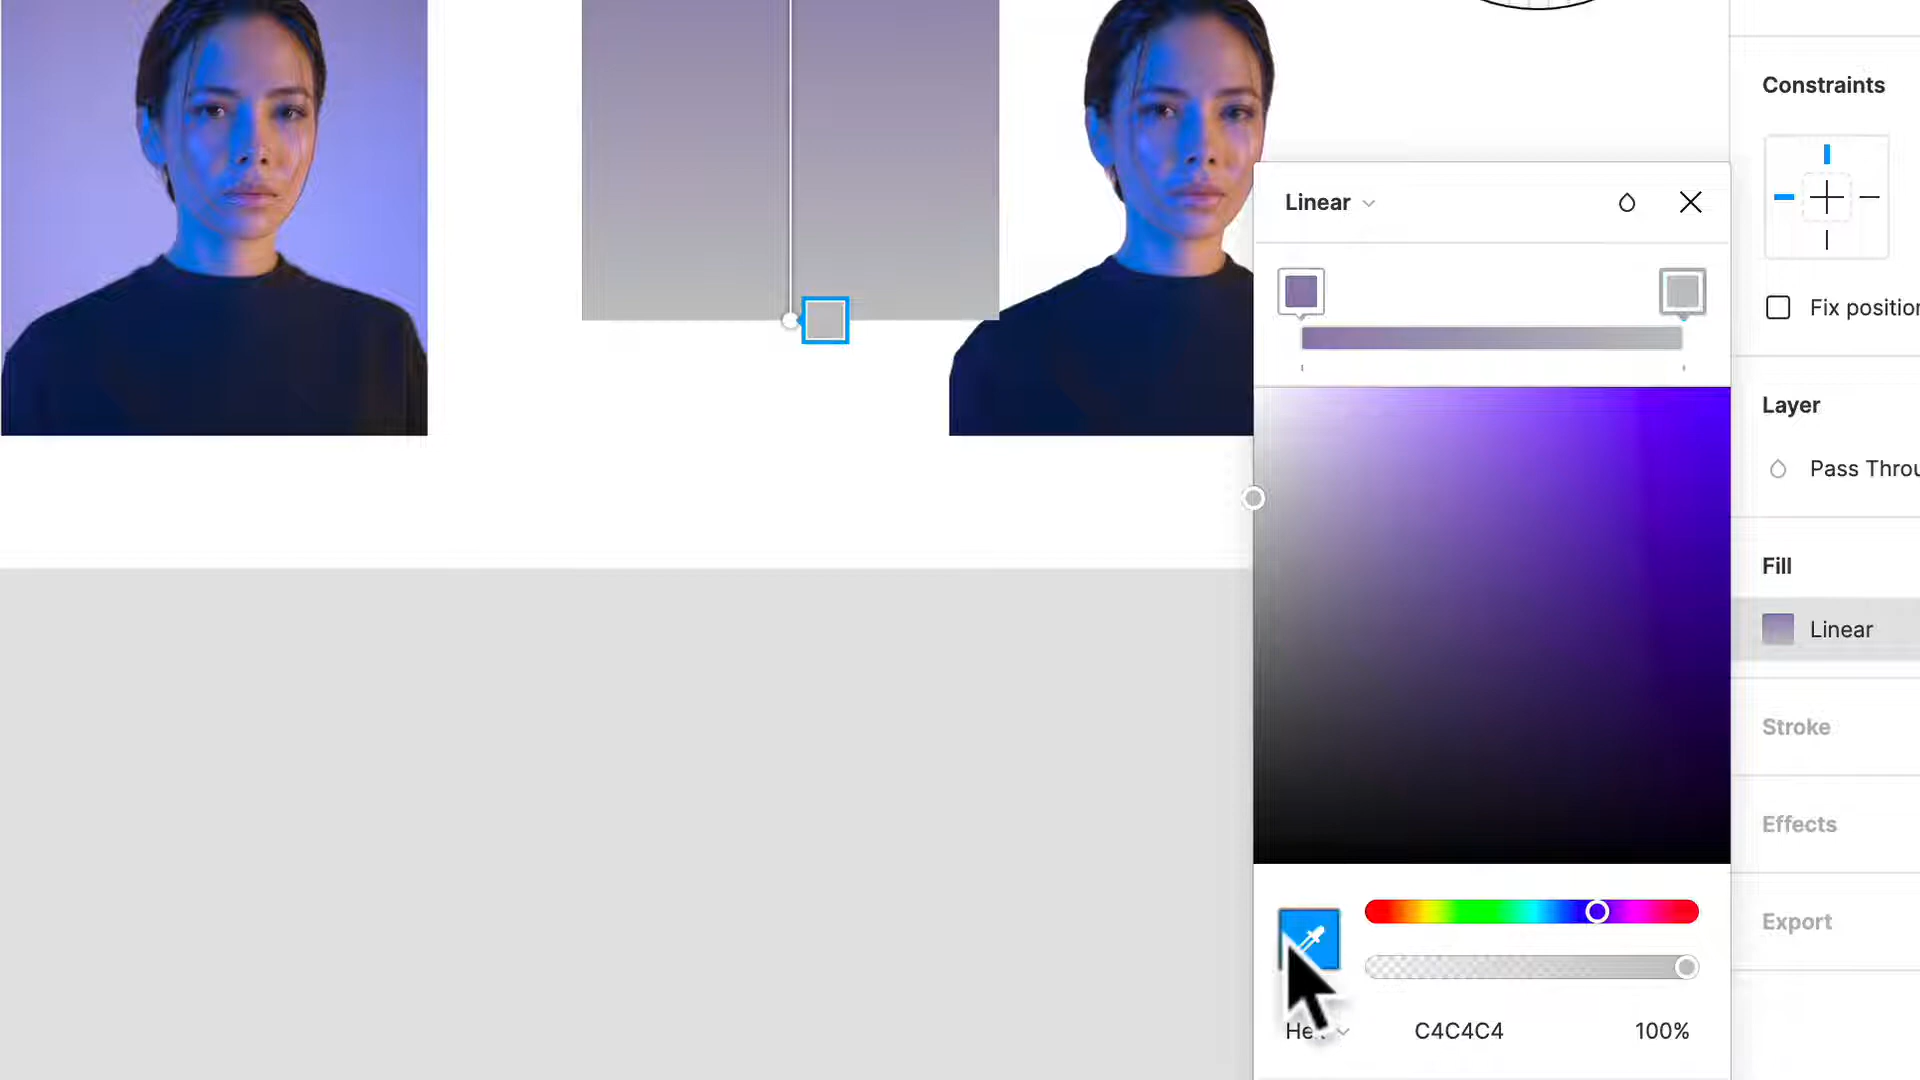 Constraints
Linear
Fix position
Layer
Pass Throu
Fill
Linear
Stroke
Effects
Export
C4C4C4 100%